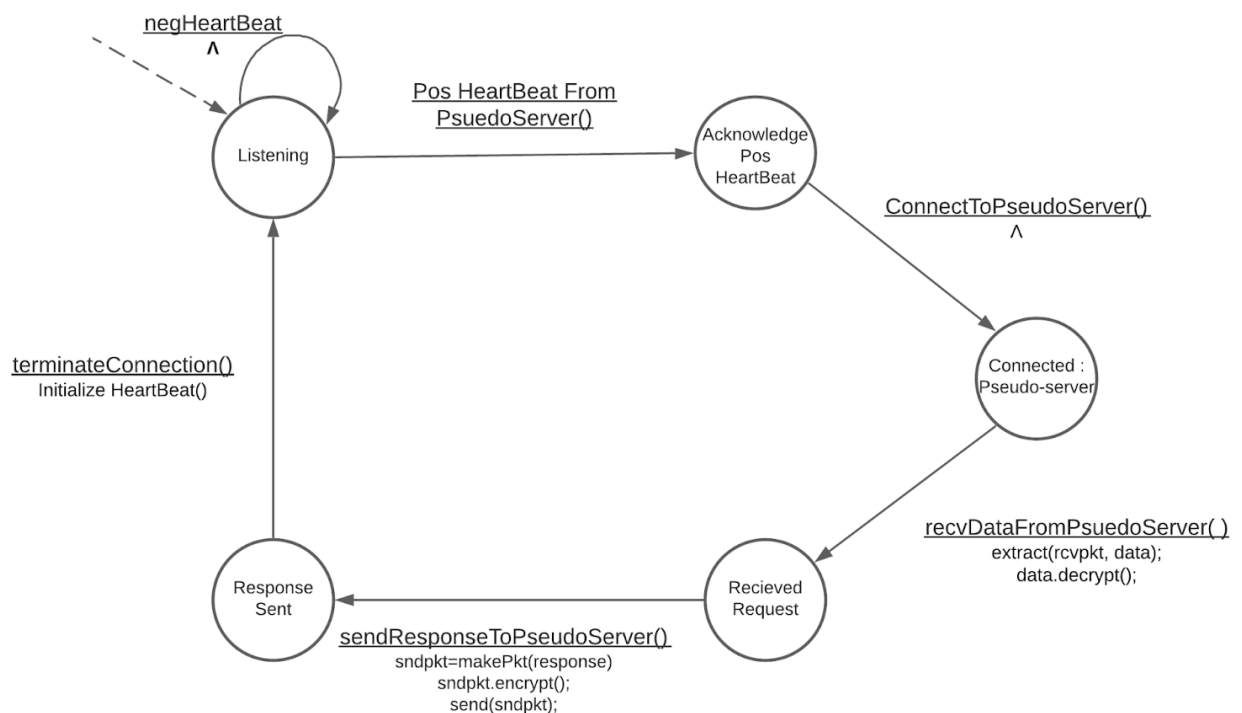 negHeartBeat
Λ
Listening
Pos HeartBeat From
PsuedoServer()
Acknowledge
Pos
HeartBeat
ConnectToPseudoServer()
Λ
Connected :
Pseudo-server
recvDataFromPsuedoServer( )
extract(rcvpkt, data);
data.decrypt();
Recieved
Request
sendResponseToPseudoServer()
sndpkt=makePkt(response)
sndpkt.encrypt();
send(sndpkt);
Response
Sent
terminateConnection()
Initialize HeartBeat()